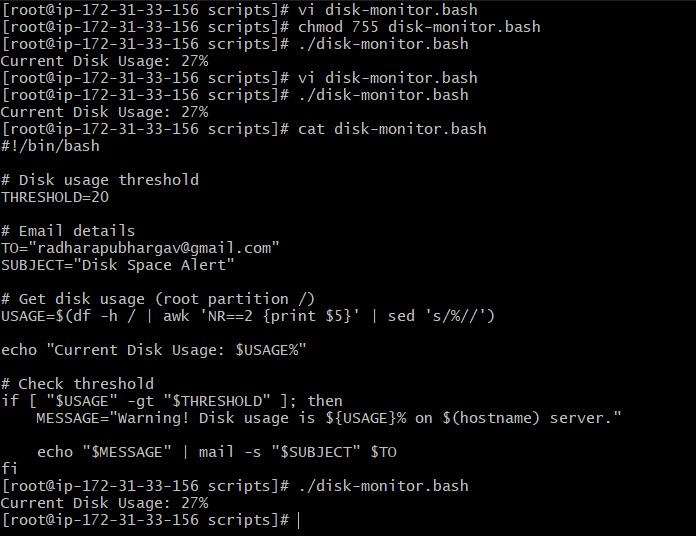 [root@ip-172-31-33-156 scripts]# vi disk-monitor.bash
[root@ip-172-31-33-156 scripts]# chmod 755 disk-monitor.bash
[root@ip-172-31-33-156 scripts]# ./disk-monitor.bash
Current Disk Usage: 27%
[root@ip-172-31-33-156 scripts]# vi disk-monitor.bash
[root@ip-172-31-33-156 scripts]# ./disk-monitor.bash
Current Disk Usage: 27%
[root@ip-172-31-33-156 scripts]# cat disk-monitor.bash
#!/bin/bash

# Disk usage threshold
THRESHOLD=20

# Email details
TO="radharapubhargav@gmail.com"
SUBJECT="Disk Space Alert"

# Get disk usage (root partition /)
USAGE=$(df -h / | awk 'NR==2 {print $5}' | sed 's/%//')

echo "Current Disk Usage: $USAGE%"

# Check threshold
if [ "$USAGE" -gt "$THRESHOLD" ]; then
    MESSAGE="Warning! Disk usage is ${USAGE}% on $(hostname) server."

    echo "$MESSAGE" | mail -s "$SUBJECT" $TO
fi
[root@ip-172-31-33-156 scripts]# ./disk-monitor.bash
Current Disk Usage: 27%
[root@ip-172-31-33-156 scripts]#